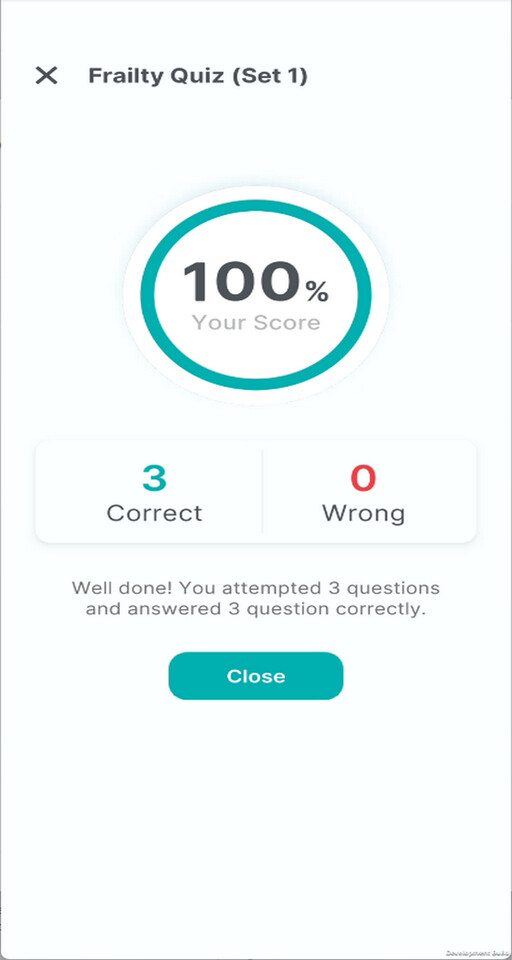 Frailty Quiz (Set 1)
100%
Your Score
3
Correct
0
Wrong
Well done! You attempted 3 questions
and answered 3 question correctly.
Close
Development Build